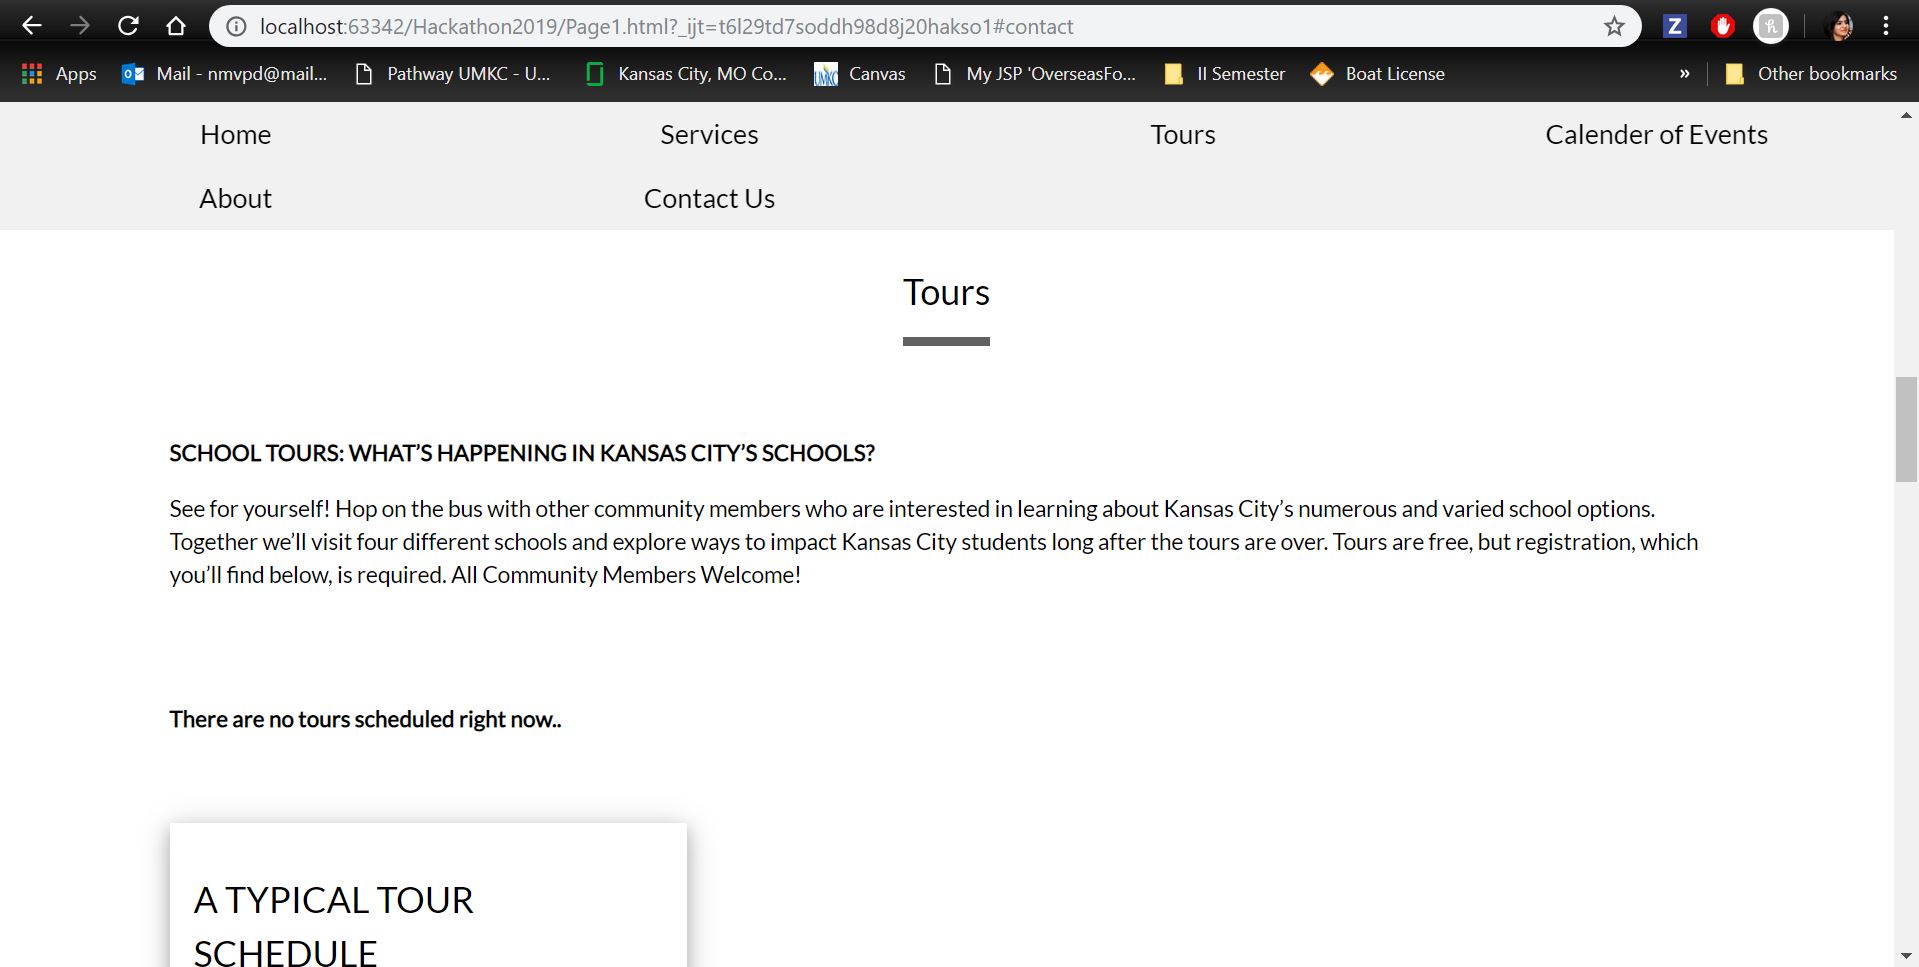 localhost:63342/Hackathon2019/Page1.html?_ijt=t6l29td7soddh98d8j20hakso1#contact
Z
h
Apps
Mail - nmvpd@mail...
Pathway UMKC - U...
Kansas City, MO Co...
UMKC
Canvas
My JSP 'OverseasFo...
II Semester
Boat License
»
Other bookmarks
Home
Services
Tours
Calender of Events
About
Contact Us
Tours
SCHOOL TOURS: WHAT’S HAPPENING IN KANSAS CITY’S SCHOOLS?
See for yourself! Hop on the bus with other community members who are interested in learning about Kansas City’s numerous and varied school options.
Together we’ll visit four different schools and explore ways to impact Kansas City students long after the tours are over. Tours are free, but registration, which
you’ll find below, is required. All Community Members Welcome!
There are no tours scheduled right now..
A TYPICAL TOUR
SCHEDULE